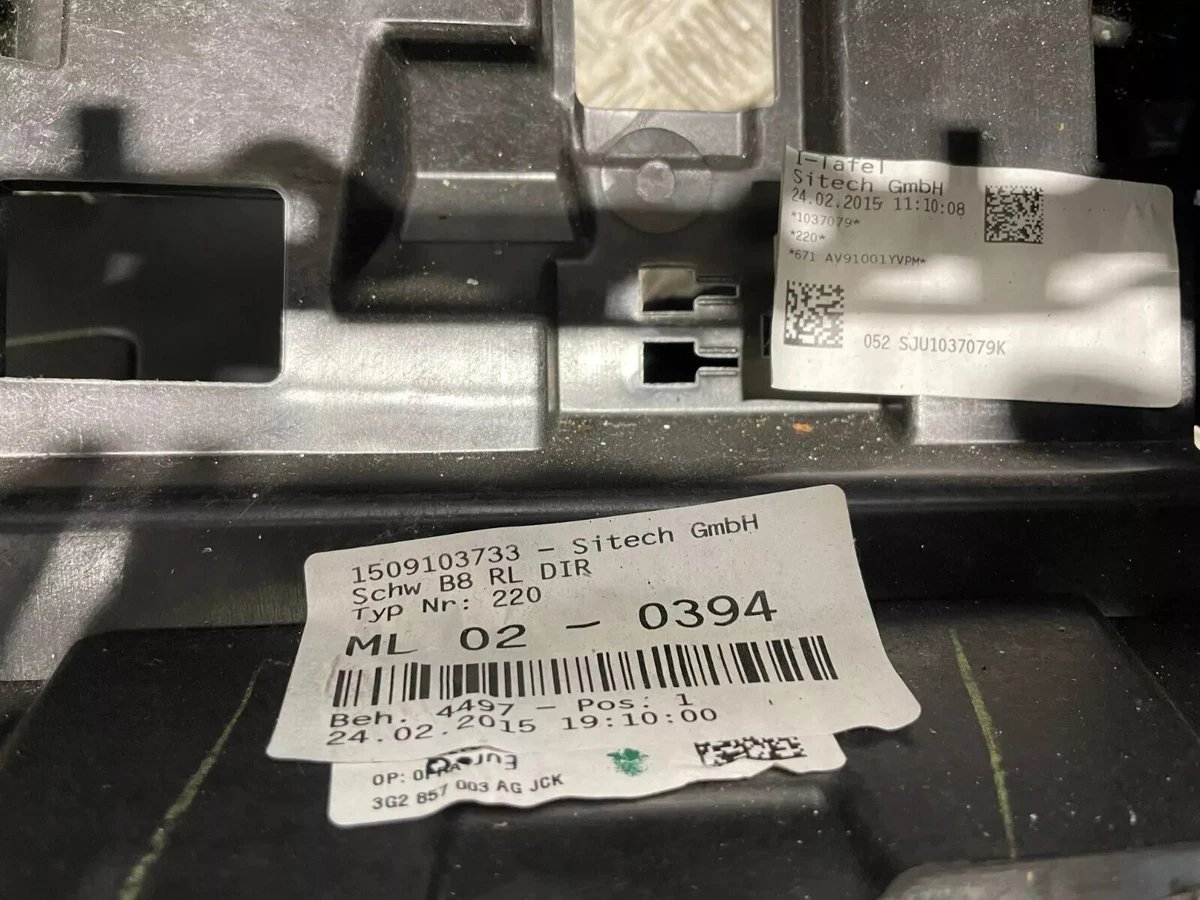 I-Tafel
Sitech GmbH
24.02.2015 11:10:08
*1037079*
*220*
*671 AV91001YVPM*
052 SJU1037079K
1509103733 - Sitech GmbH
Schw B8 RL DIR
Typ Nr: 220
ML 02 - 0394
Beh. 4497 - Pos: 1
24.02.2015 19:10:00
OP:
3G2 857 003 AG JCK